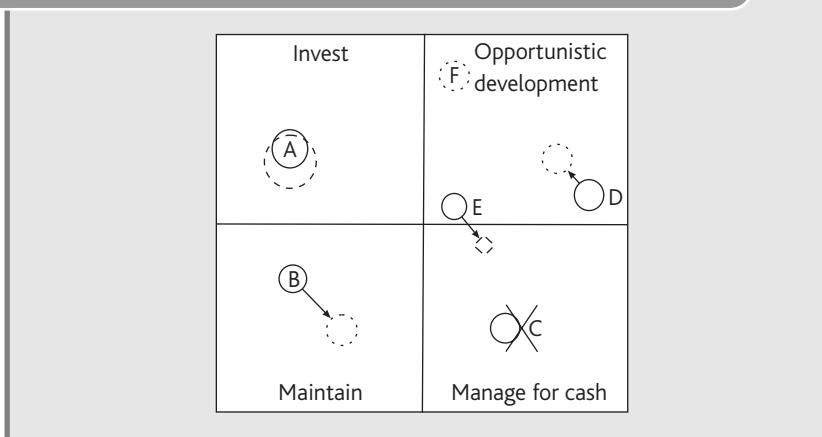 Invest
Opportunistic
development
F
A
E
D
B
C
Maintain
Manage for cash